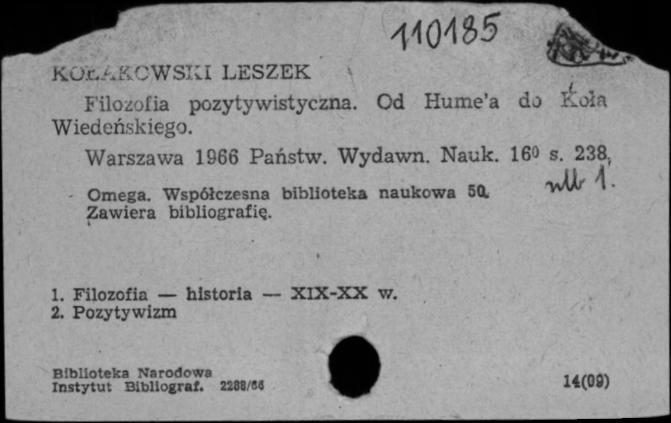 110185
KOŁAKOWSKI LESZEK
Filozofia pozytywistyczna. Od Hume'a do Koła
Wiedeńskiego.
Warszawa 1966 Państw. Wydawn. Nauk. 16⁰ s. 238,
nlb 1.
Omega. Współczesna biblioteka naukowa 50.
Zawiera bibliografię.
1. Filozofia — historia — XIX-XX w.
2. Pozytywizm
Biblioteka Narodowa
Instytut Bibliograf. 2288/66
14(09)